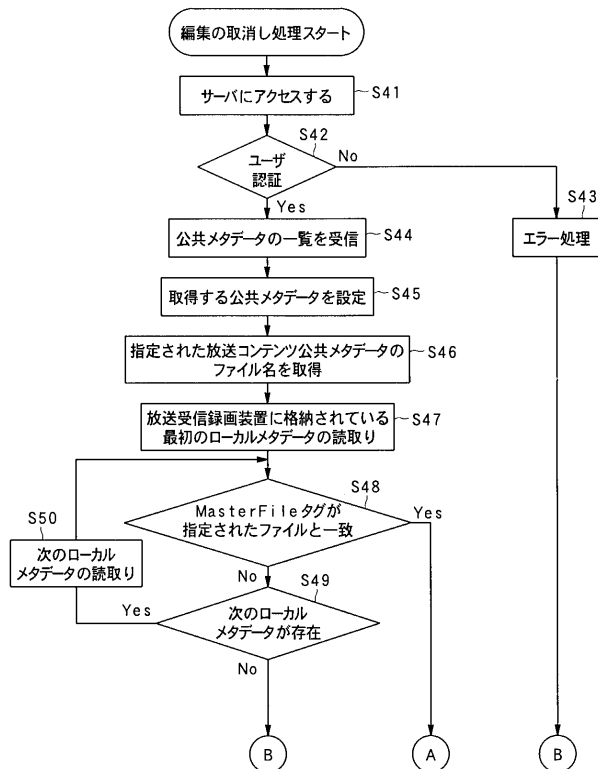 編集の取消し処理スタート
サーバにアクセスする
S41
S42
ユーザ
認証
No
Yes
S43
エラー処理
公共メタデータの一覧を受信
S44
取得する公共メタデータを設定
S45
指定された放送コンテンツ公共メタデータの
ファイル名を取得
S46
放送受信録画装置に格納されている
最初のローカルメタデータの読取り
S47
S48
MasterFileタグが
指定されたファイルと一致
Yes
No
S50
次のローカル
メタデータの読取り
S49
次のローカル
メタデータが存在
Yes
No
B
A
B